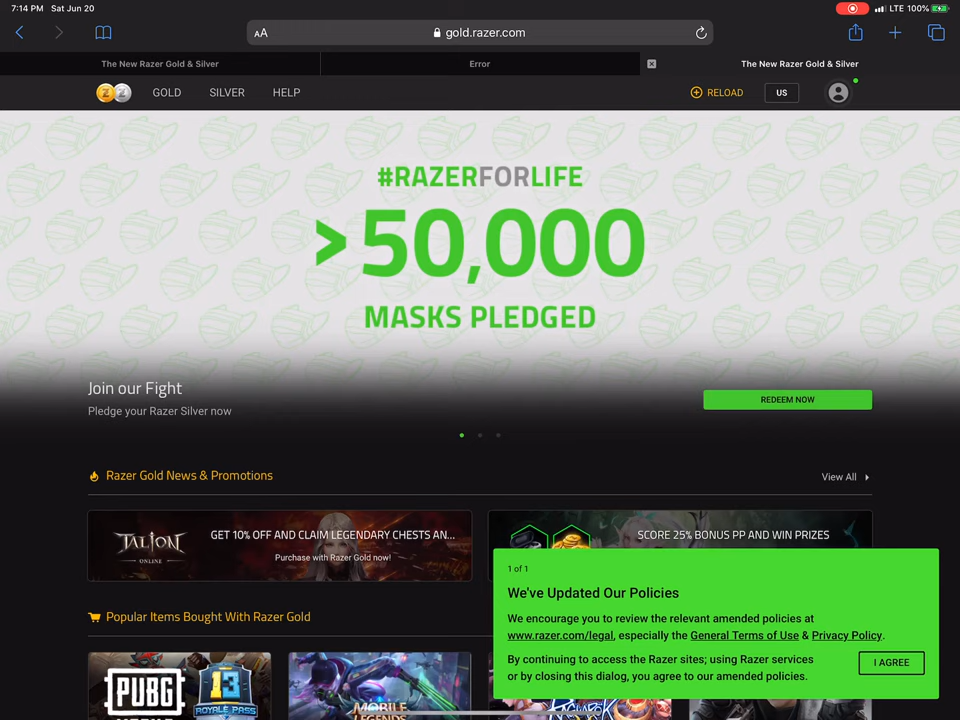 7:14 PM Sat Jun 20
LTE 100%
AA gold.razer.com
The New Razer Gold & Silver
Error
The New Razer Gold & Silver
GOLD SILVER HELP
RELOAD
US
#RAZERFORLIFE
>50,000
MASKS PLEDGED
Join our Fight
Pledge your Razer Silver now
REDEEM NOW
Razer Gold News & Promotions
View All
TALION
ONLINE
GET 10% OFF AND CLAIM LEGENDARY CHESTS AN...
Purchase with Razer Gold now!
SCORE 25% BONUS PP AND WIN PRIZES
Popular Items Bought With Razer Gold
PUBG
MOBILE
13
ROYALE PASS
MOBILE
LEGENDS
RAGNAROK
1 of 1
We've Updated Our Policies
We encourage you to review the relevant amended policies at
www.razer.com/legal, especially the General Terms of Use & Privacy Policy.
By continuing to access the Razer sites; using Razer services
or by closing this dialog, you agree to our amended policies.
I AGREE